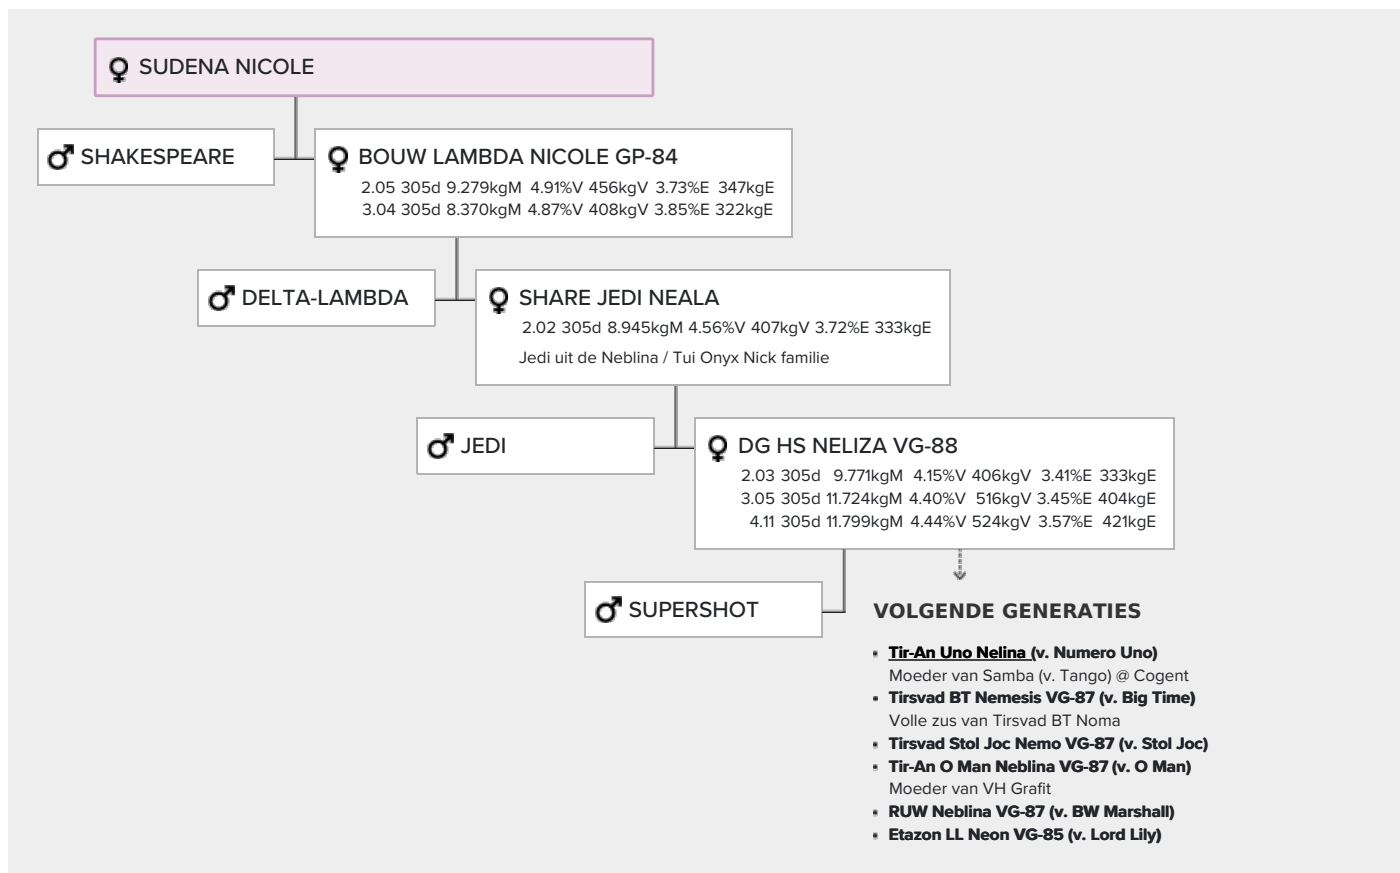 SUDENA NICOLE
SHAKESPEARE
BOUW LAMBDA NICOLE GP-84
2.05 305d 9.279kgM 4.91%V 456kgV 3.73%E 347kgE
3.04 305d 8.370kgM 4.87%V 408kgV 3.85%E 322kgE
DELTA-LAMBDA
SHARE JEDI NEALA
2.02 305d 8.945kgM 4.56%V 407kgV 3.72%E 333kgE
Jedi uit de Neblina / Tui Onyx Nick familie
JEDI
DG HS NELIZA VG-88
2.03 305d 9.771kgM 4.15%V 406kgV 3.41%E 333kgE
3.05 305d 11.724kgM 4.40%V 516kgV 3.45%E 404kgE
4.11 305d 11.799kgM 4.44%V 524kgV 3.57%E 421kgE
SUPERSHOT
VOLGENDE GENERATIES
Tir-An Uno Nelina (v. Numero Uno)
Moeder van Samba (v. Tango) @ Cogent
Tirsvad BT Nemesis VG-87 (v. Big Time)
Volle zus van Tirsvad BT Noma
Tirsvad Stol Joc Nemo VG-87 (v. Stol Joc)
Tir-An O Man Neblina VG-87 (v. O Man)
Moeder van VH Grafit
RUW Neblina VG-87 (v. BW Marshall)
Etazon LL Neon VG-85 (v. Lord Lily)